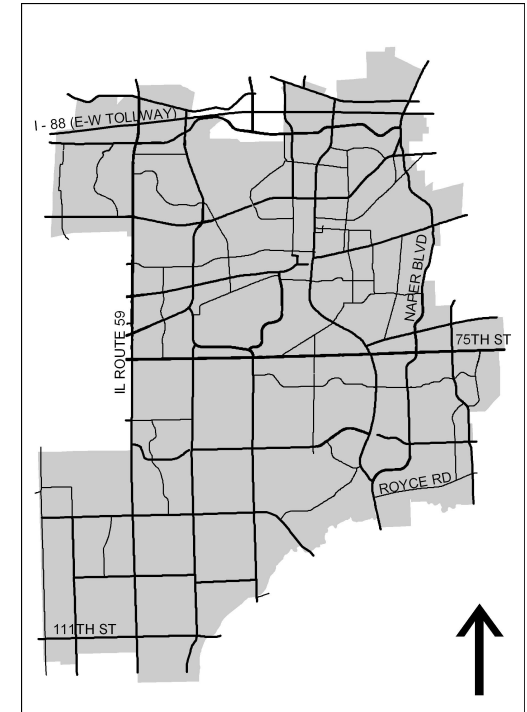 I - 88 (E-W TOLLWAY)
NAPER BLVD
IL ROUTE 59
75TH ST
ROYCE RD
111TH ST